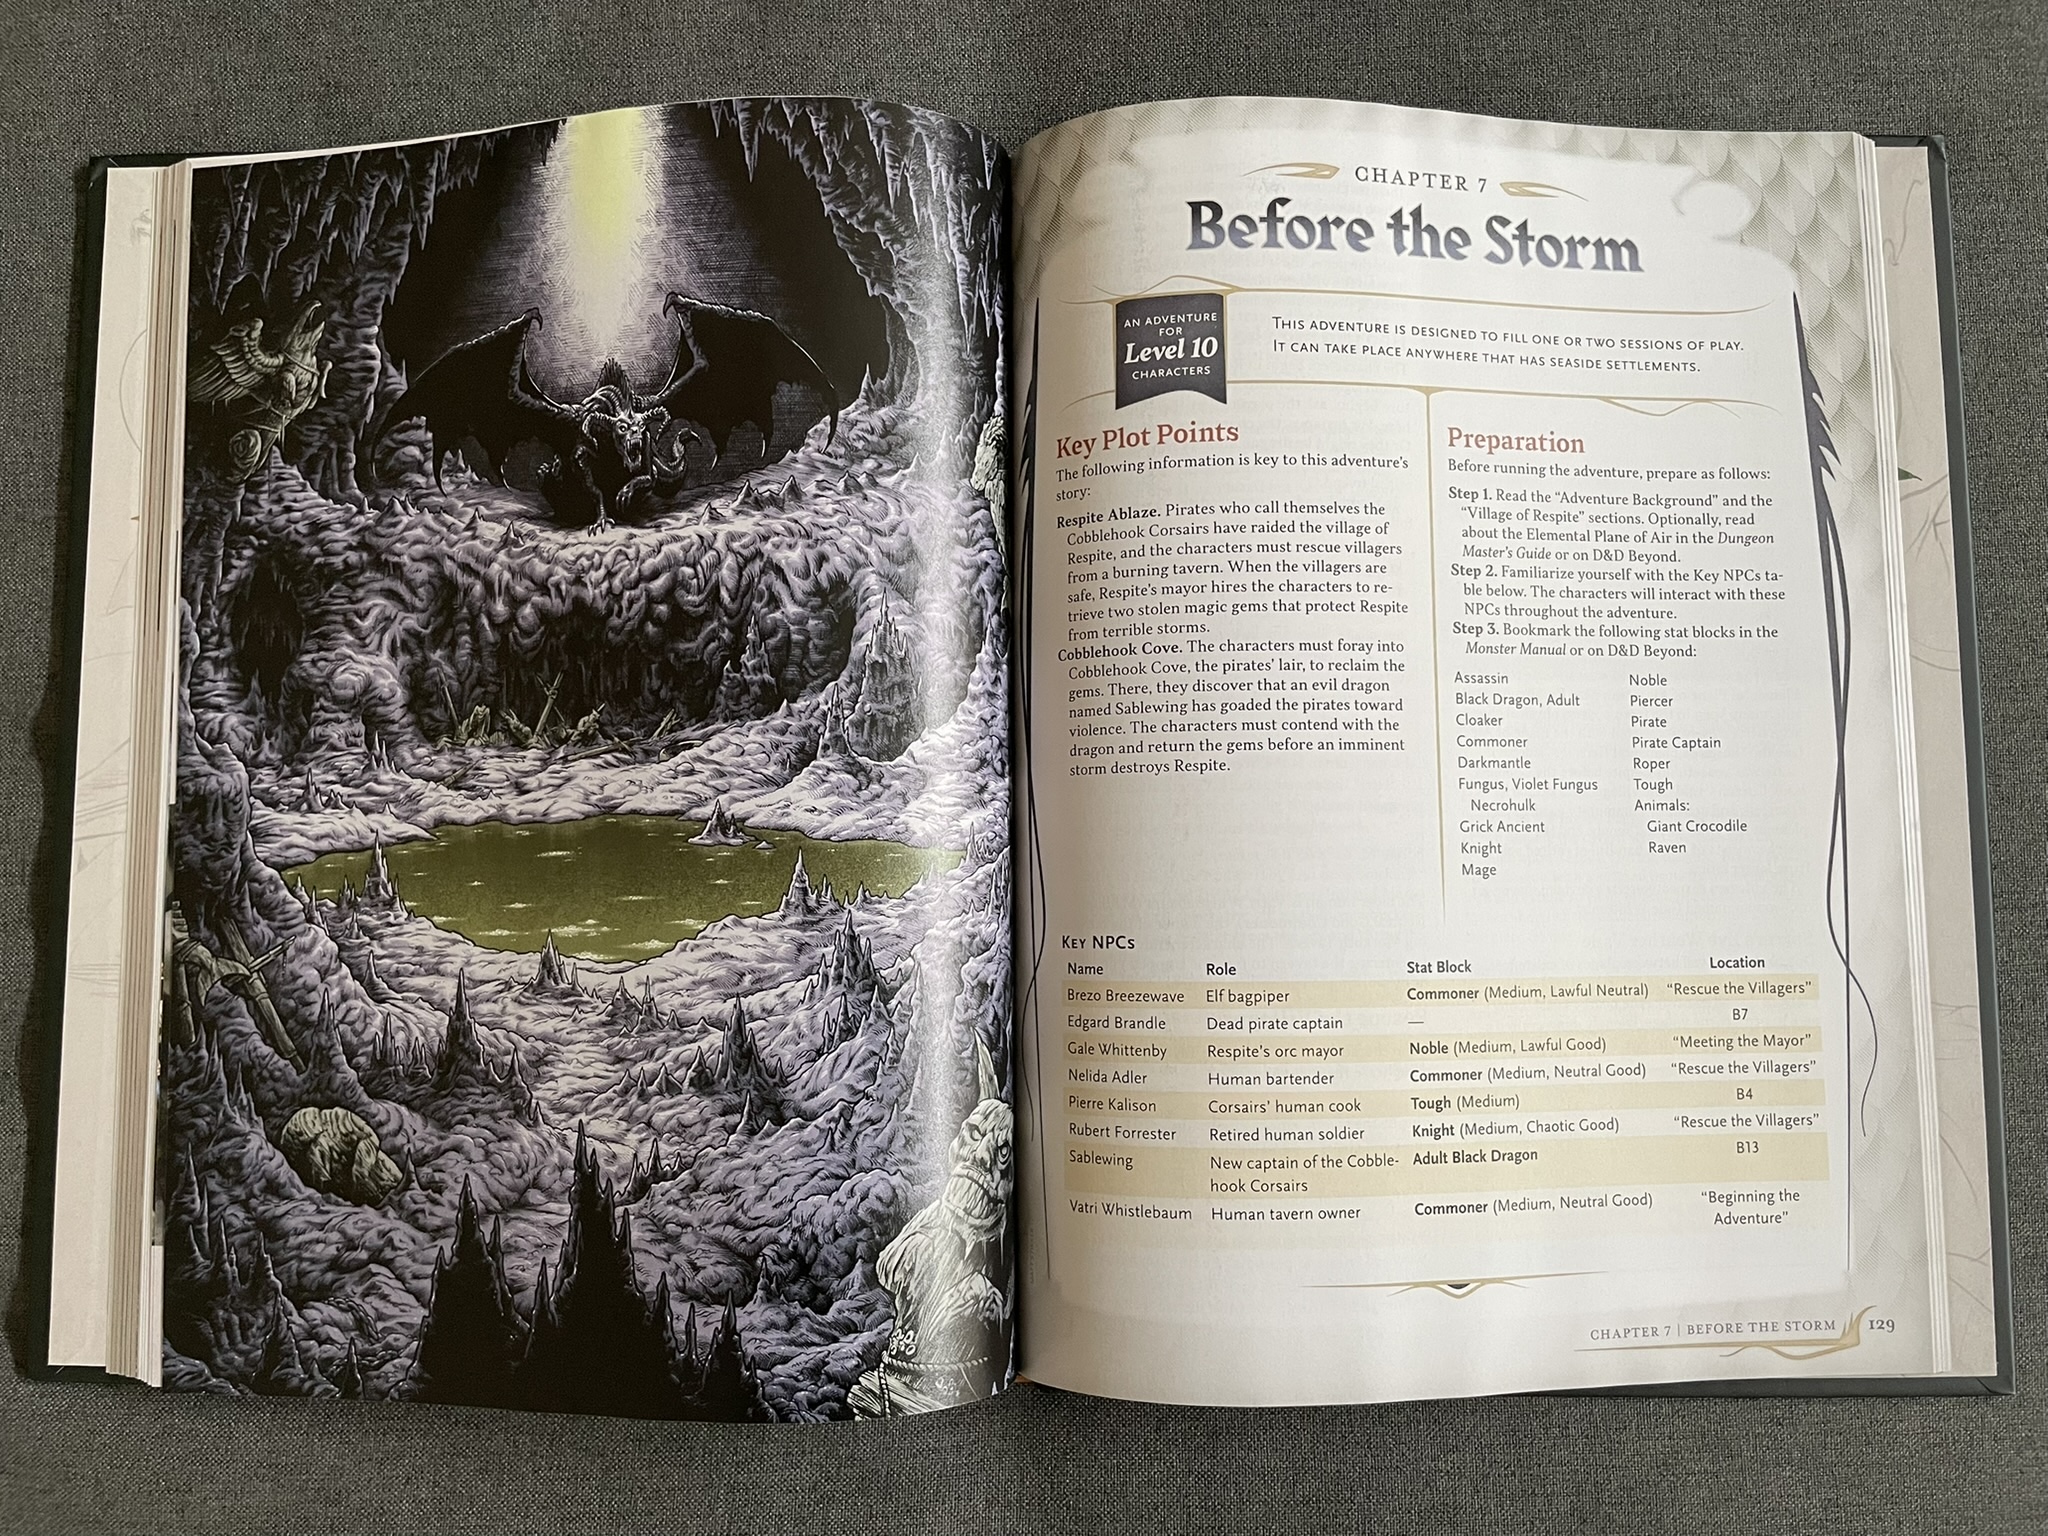 CHAPTER 7
Before the Storm
AN ADVENTURE
FOR
Level 10
CHARACTERS
THIS ADVENTURE IS DESIGNED TO FILL ONE OR TWO SESSIONS OF PLAY.
IT CAN TAKE PLACE ANYWHERE THAT HAS SEASIDE SETTLEMENTS.
Key Plot Points
The following information is key to this adventure's
story:
Respite Ablaze. Pirates who call themselves the
Cobblehook Corsairs have raided the village of
Respite, and the characters must rescue villagers
from a burning tavern. When the villagers are
safe, Respite's mayor hires the characters to re-
trieve two stolen magic gems that protect Respite
from terrible storms.
Cobblehook Cove. The characters must foray into
Cobblehook Cove, the pirates' lair, to reclaim the
gems. There, they discover that an evil dragon
named Sablewing has goaded the pirates toward
violence. The characters must contend with the
dragon and return the gems before an imminent
storm destroys Respite.
Preparation
Before running the adventure, prepare as follows:
Step 1. Read the “Adventure Background” and the
“Village of Respite” sections. Optionally, read
about the Elemental Plane of Air in the Dungeon
Master's Guide or on D&D Beyond.
Step 2. Familiarize yourself with the Key NPCs ta-
ble below. The characters will interact with these
NPCs throughout the adventure.
Step 3. Bookmark the following stat blocks in the
Monster Manual or on D&D Beyond:
Assassin
Black Dragon, Adult
Cloaker
Commoner
Darkmantle
Fungus, Violet Fungus
Necrohulk
Grick Ancient
Knight
Mage
Noble
Piercer
Pirate
Pirate Captain
Roper
Tough
Animals:
Giant Crocodile
Raven
KEY NPCS
Name Role Stat Block Location
Brezo Breezewave Elf bagpiper Commoner (Medium, Lawful Neutral) “Rescue the Villagers”
Edgard Brandle Dead pirate captain — B7
Gale Whittenby Respite's orc mayor Noble (Medium, Lawful Good) “Meeting the Mayor”
Nelida Adler Human bartender Commoner (Medium, Neutral Good) “Rescue the Villagers”
Pierre Kalison Corsairs' human cook Tough (Medium) B4
Rubert Forrester Retired human soldier Knight (Medium, Chaotic Good) “Rescue the Villagers”
Sablewing New captain of the Cobble- Adult Black Dragon B13
hook Corsairs
Vatri Whistlebaum Human tavern owner Commoner (Medium, Neutral Good) “Beginning the
Adventure”
CHAPTER 7 | BEFORE THE STORM 129